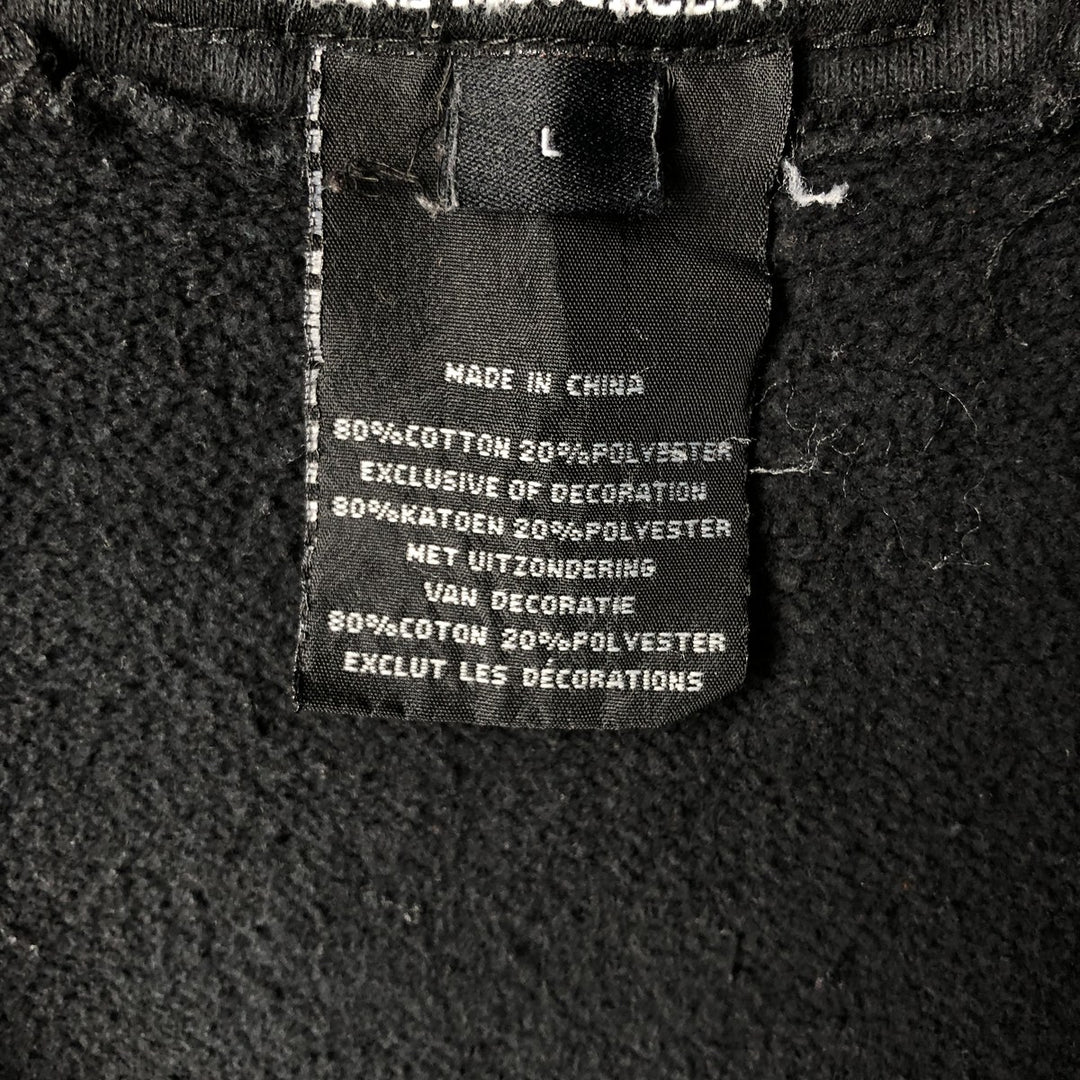 L
MADE IN CHINA
80%COTTON 20%POLYESTER
EXCLUSIVE OF DECORATION
80%KATOEN 20%POLYESTER
MET UITZONDERING
VAN DECORATIE
80%COTON 20%POLYESTER
EXCLUT LES DÉCORATIONS